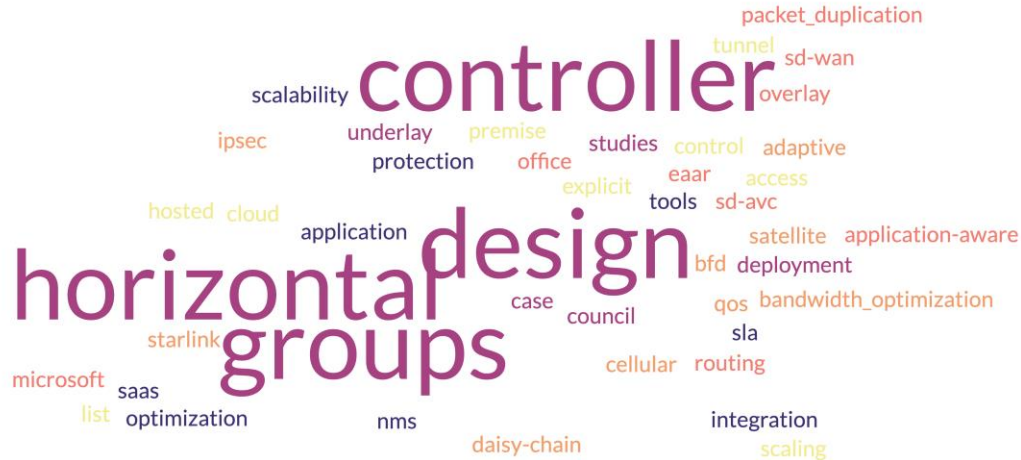 packet_duplication
tunnel
controller
sd-wan
scalability
overlay
ipsec
underlay
premise
studies
control
adaptive
protection
office
eaar
access
explicit
tools
sd-avc
hosted
cloud
application
design
satellite
application-aware
horizontal
bfd
deployment
case
council
qos
bandwidth_optimization
starlink
groups
sla
cellular
routing
microsoft
saas
list
optimization
nms
integration
daisy-chain
scaling